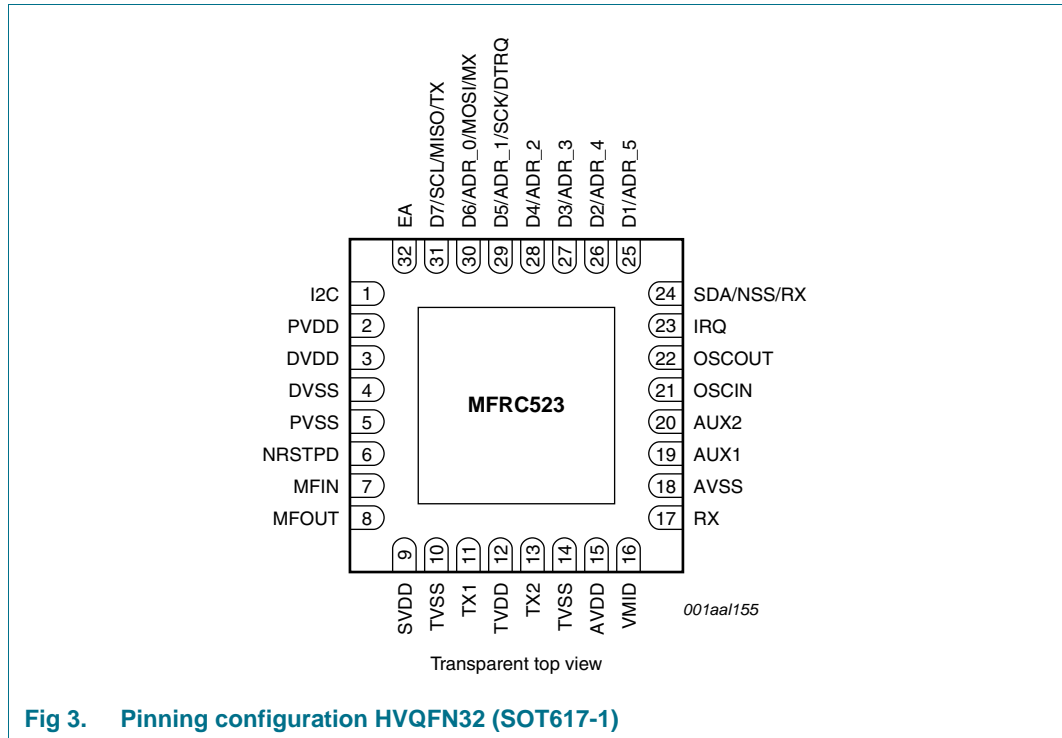 EA
D7/SCL/MISO/TX
D6/ADR_0/MOSI/MX
D5/ADR_1/SCK/DTRQ
D4/ADR_2
D3/ADR_3
D2/ADR_4
D1/ADR_5
32
31
30
29
28
27
26
25
I2C 1
PVDD 2
DVDD 3
DVSS 4
PVSS 5
NRSTPD 6
MFIN 7
MFOUT 8
MFRC523
24 SDA/NSS/RX
23 IRQ
22 OSCOUT
21 OSCIN
20 AUX2
19 AUX1
18 AVSS
17 RX
9
10
11
12
13
14
15
16
SVDD
TVSS
TX1
TVDD
TX2
TVSS
AVDD
VMID
001aal155
Transparent top view
Fig 3. Pinning configuration HVQFN32 (SOT617-1)